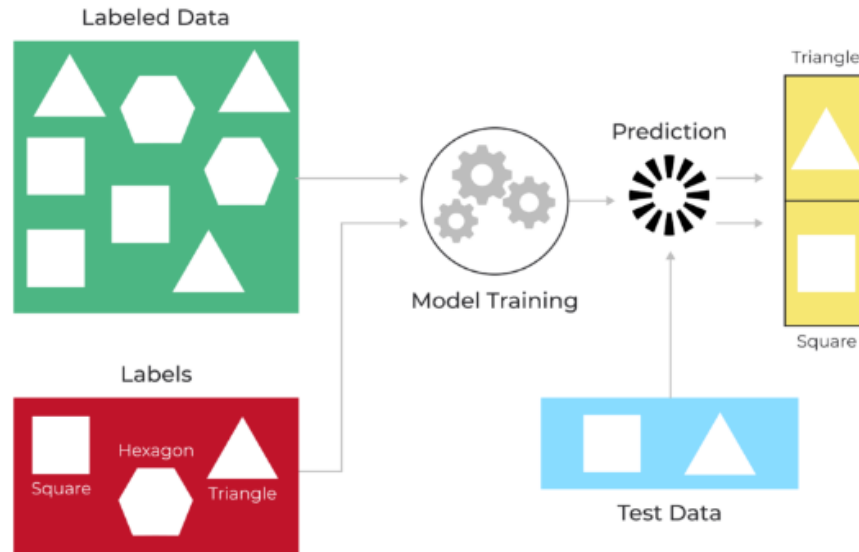 Labeled Data
Triangle
Prediction
Model Training
Square
Labels
Hexagon
Square
Triangle
Test Data